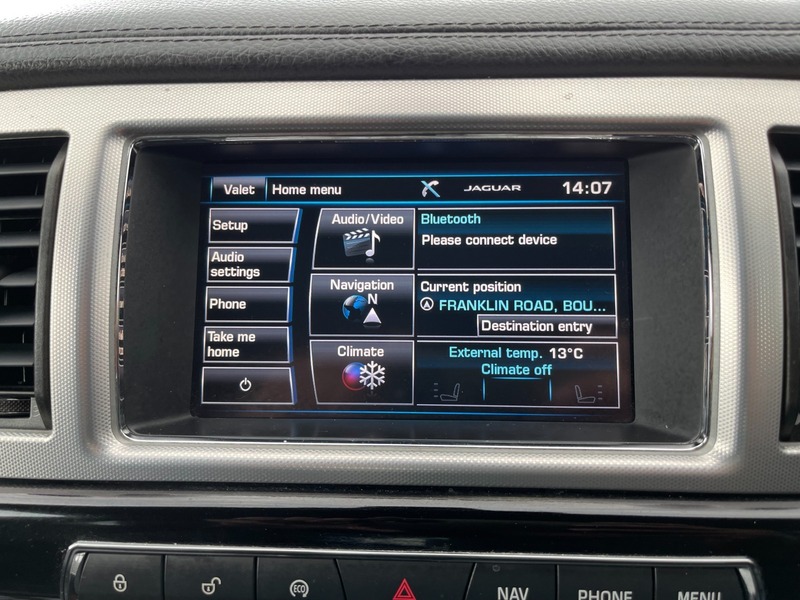 Valet Home menu JAGUAR 14:07
Setup
Audio
settings
Phone
Take me
home
Audio/Video
Navigation
N
Climate
Bluetooth
Please connect device
Current position
FRANKLIN ROAD, BOU...
Destination entry
External temp. 13°C
Climate off
ECO
NAV
PHONE
MENU